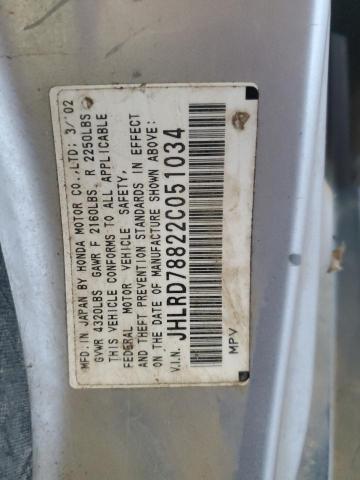 MFD. IN JAPAN BY HONDA MOTOR CO.,LTD; 3/'02
GVWR 4320LBS GAWR F 2160LBS. R 2250LBS
THIS VEHICLE CONFORMS TO ALL APPLICABLE
FEDERAL MOTOR VEHICLE SAFETY,
AND THEFT PREVENTION STANDARDS IN EFFECT
ON THE DATE OF MANUFACTURE SHOWN ABOVE.
V.I.N. JHLRD78822C051034
MPV